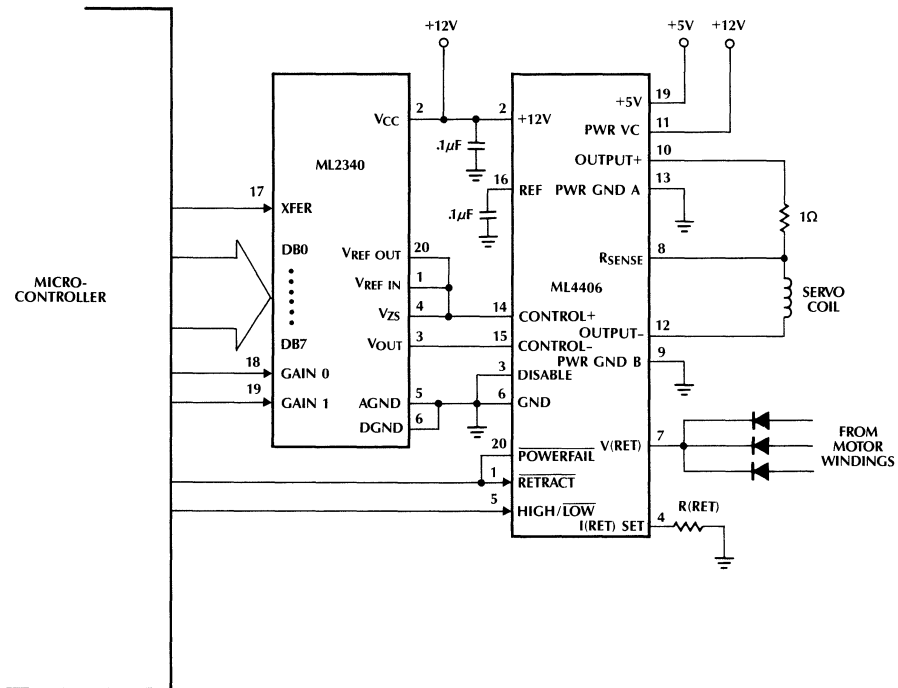 +12V
+5V
+12V
ML2340
VCC
2
2
+12V
.1μF
16
REF
.1μF
+5V
19
PWR VC
11
OUTPUT+
10
PWR GND A
13
1Ω
17
XFER
DB0
DB7
MICRO-
CONTROLLER
VREF OUT
20
VREF IN
1
VZS
4
VOUT
3
14
CONTROL+
15
CONTROL-
RSENSE
8
ML4406
SERVO
COIL
OUTPUT-
12
PWR GND B
9
18
GAIN 0
19
GAIN 1
AGND
5
DGND
6
3
DISABLE
6
GND
20
POWERFAIL
1
RETRACT
5
HIGH/LOW
V(RET)
7
FROM
MOTOR
WINDINGS
I(RET) SET
4
R(RET)